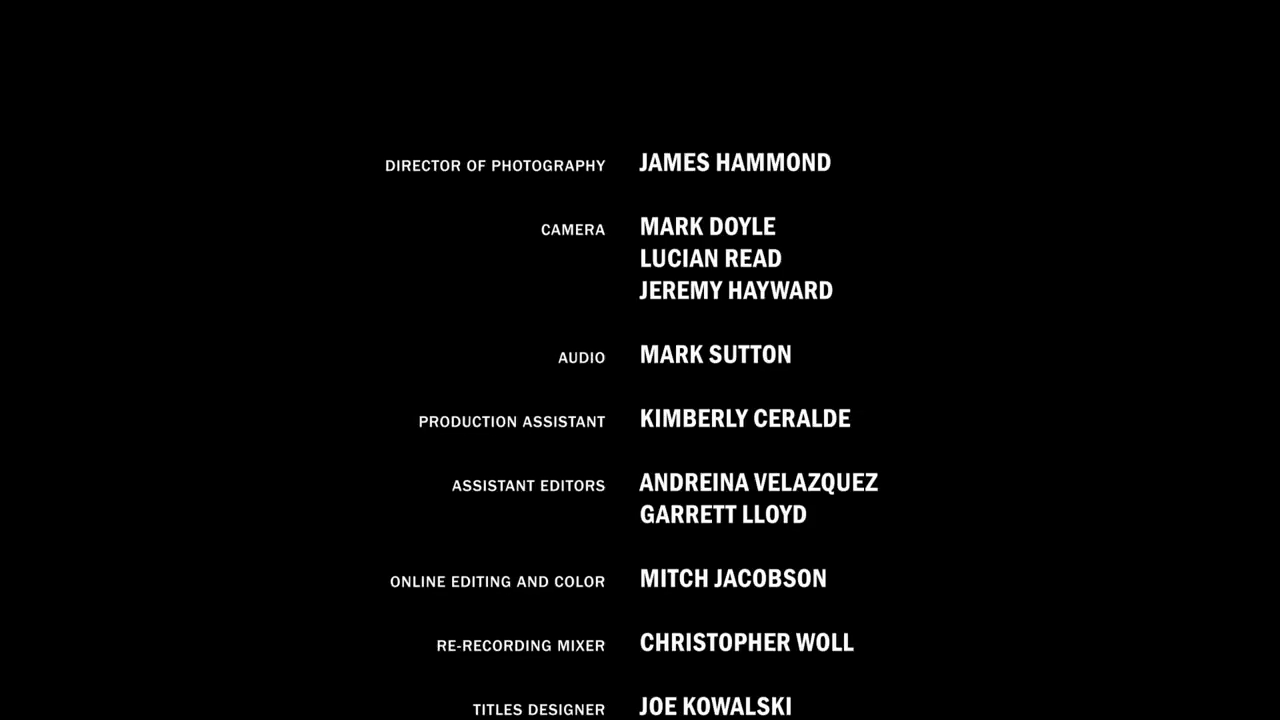 DIRECTOR OF PHOTOGRAPHY JAMES HAMMOND
CAMERA MARK DOYLE
LUCIAN READ
JEREMY HAYWARD
AUDIO MARK SUTTON
PRODUCTION ASSISTANT KIMBERLY CERALDE
ASSISTANT EDITORS ANDREINA VELAZQUEZ
GARRETT LLOYD
ONLINE EDITING AND COLOR MITCH JACOBSON
RE-RECORDING MIXER CHRISTOPHER WOLL
TITLES DESIGNER JOE KOWALSKI